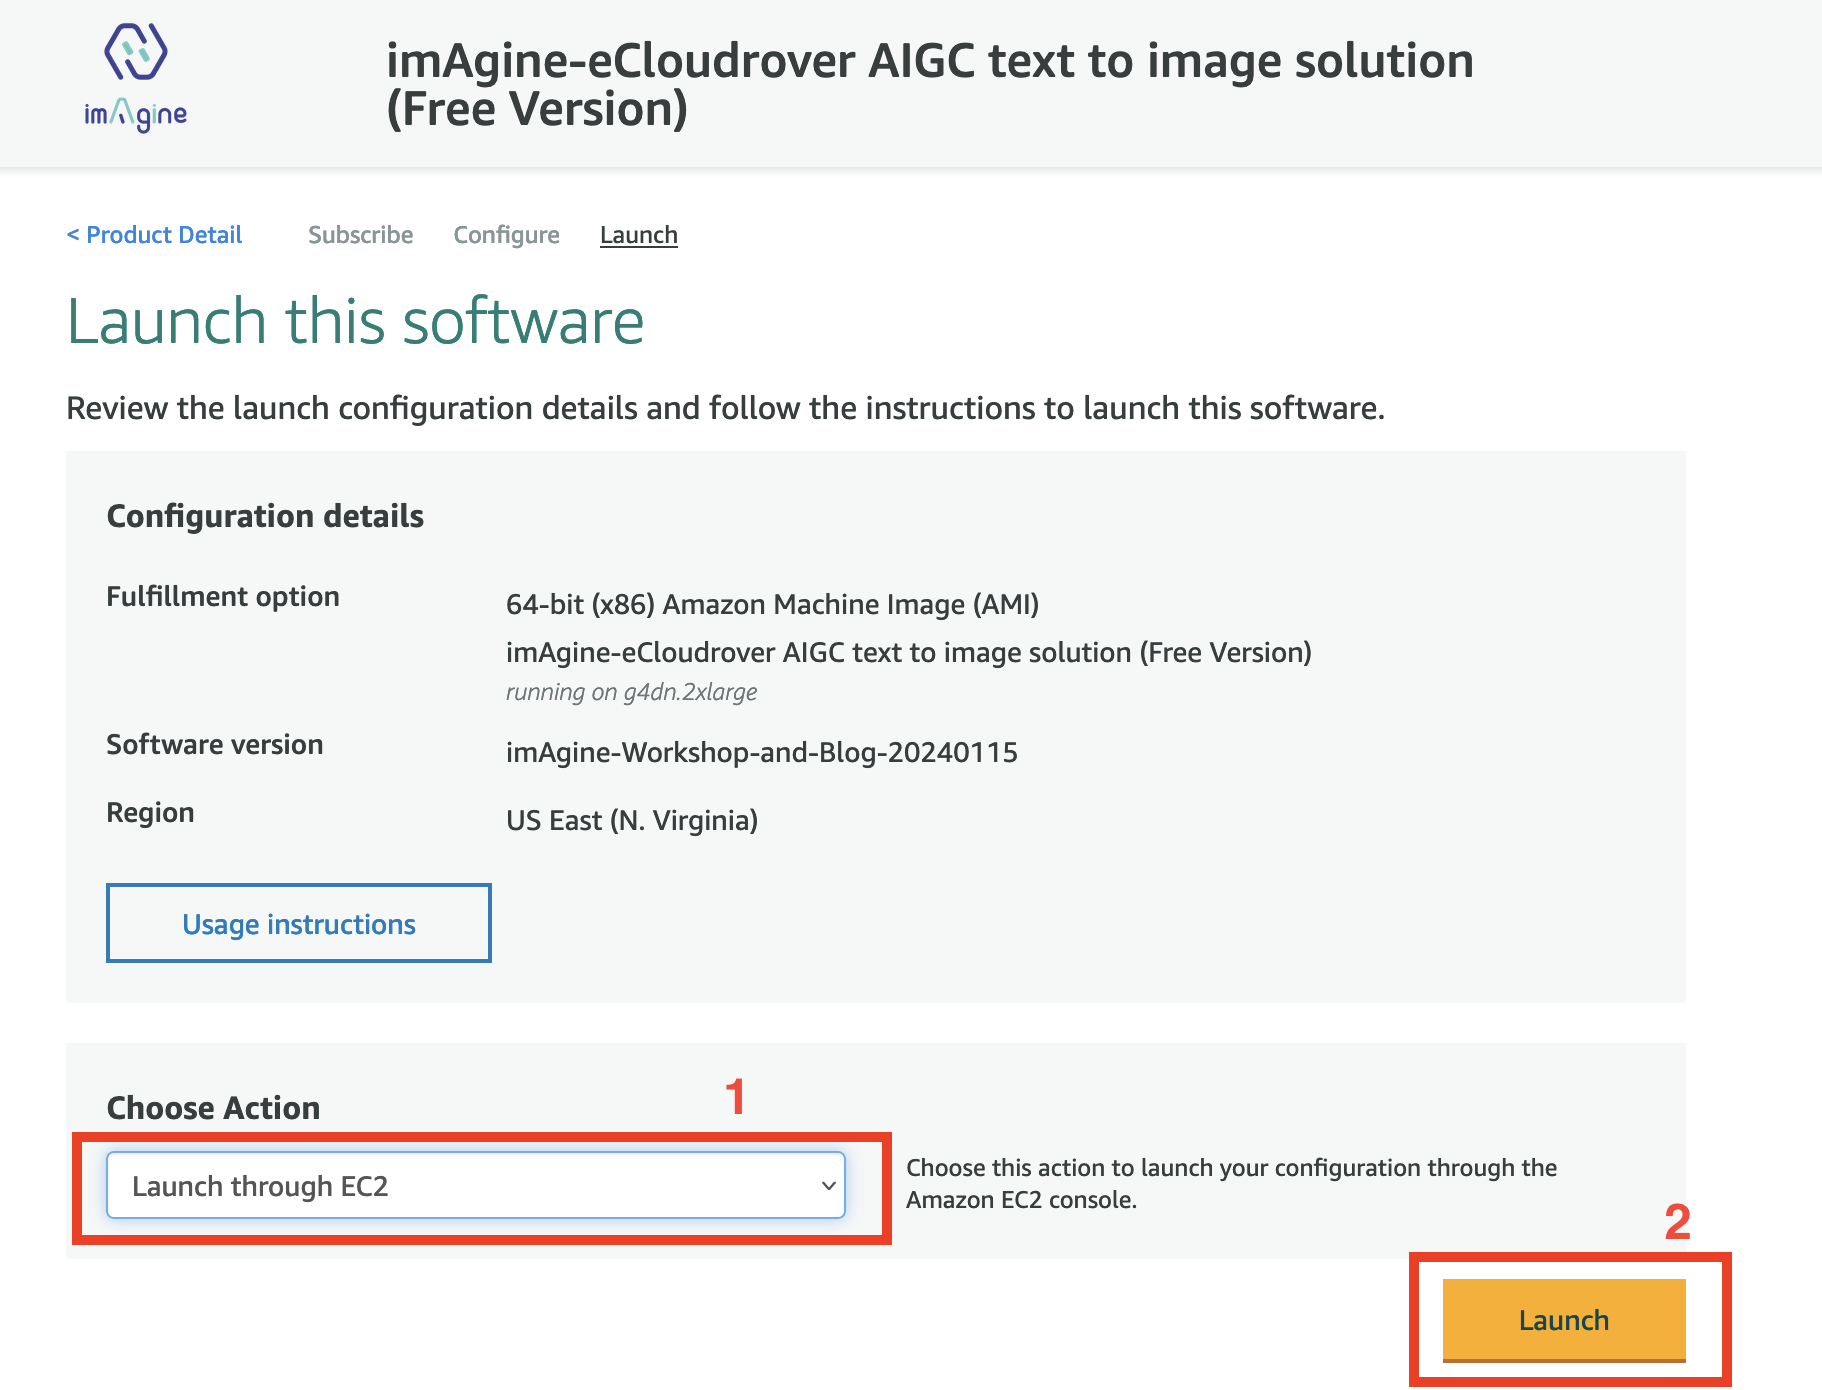 imAgine
imAgine-eCloudrover AIGC text to image solution
(Free Version)
< Product Detail
Subscribe
Configure
Launch
Launch this software
Review the launch configuration details and follow the instructions to launch this software.
Configuration details
Fulfillment option
64-bit (x86) Amazon Machine Image (AMI)
imAgine-eCloudrover AIGC text to image solution (Free Version)
running on g4dn.2xlarge
Software version
imAgine-Workshop-and-Blog-20240115
Region
US East (N. Virginia)
Usage instructions
Choose Action
1
Launch through EC2
Choose this action to launch your configuration through the
Amazon EC2 console.
2
Launch